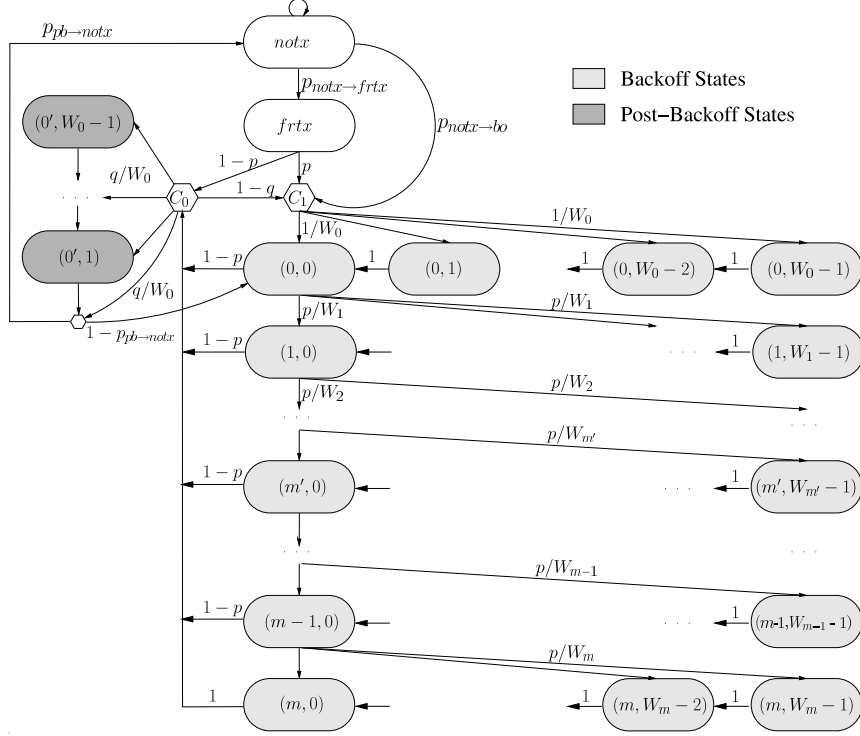 p_{pb→notx}
notx
p_{notx→frtx}
Backoff States
Post−Backoff States
(0′, W_0−1)
frtx
p_{notx→bo}
1−p
p
q/W_0
. . .
C_0
1−q
C_1
1/W_0
1/W_0
(0′, 1)
1−p
(0, 0)
1
(0, 1)
1
(0, W_0−2)
1
(0, W_0−1)
q/W_0
p/W_1
p/W_1
1−p_{pb→notx}
1−p
(1, 0)
. . .
1
(1, W_1−1)
p/W_2
p/W_2
. . .
. . .
p/W_{m′}
1−p
(m′, 0)
. . .
1
(m′, W_{m′}−1)
. . .
. . .
p/W_{m−1}
1−p
(m−1, 0)
. . .
1
(m-1, W_{m−1}-1)
p/W_m
1
(m, 0)
1
(m, W_m−2)
1
(m, W_m−1)